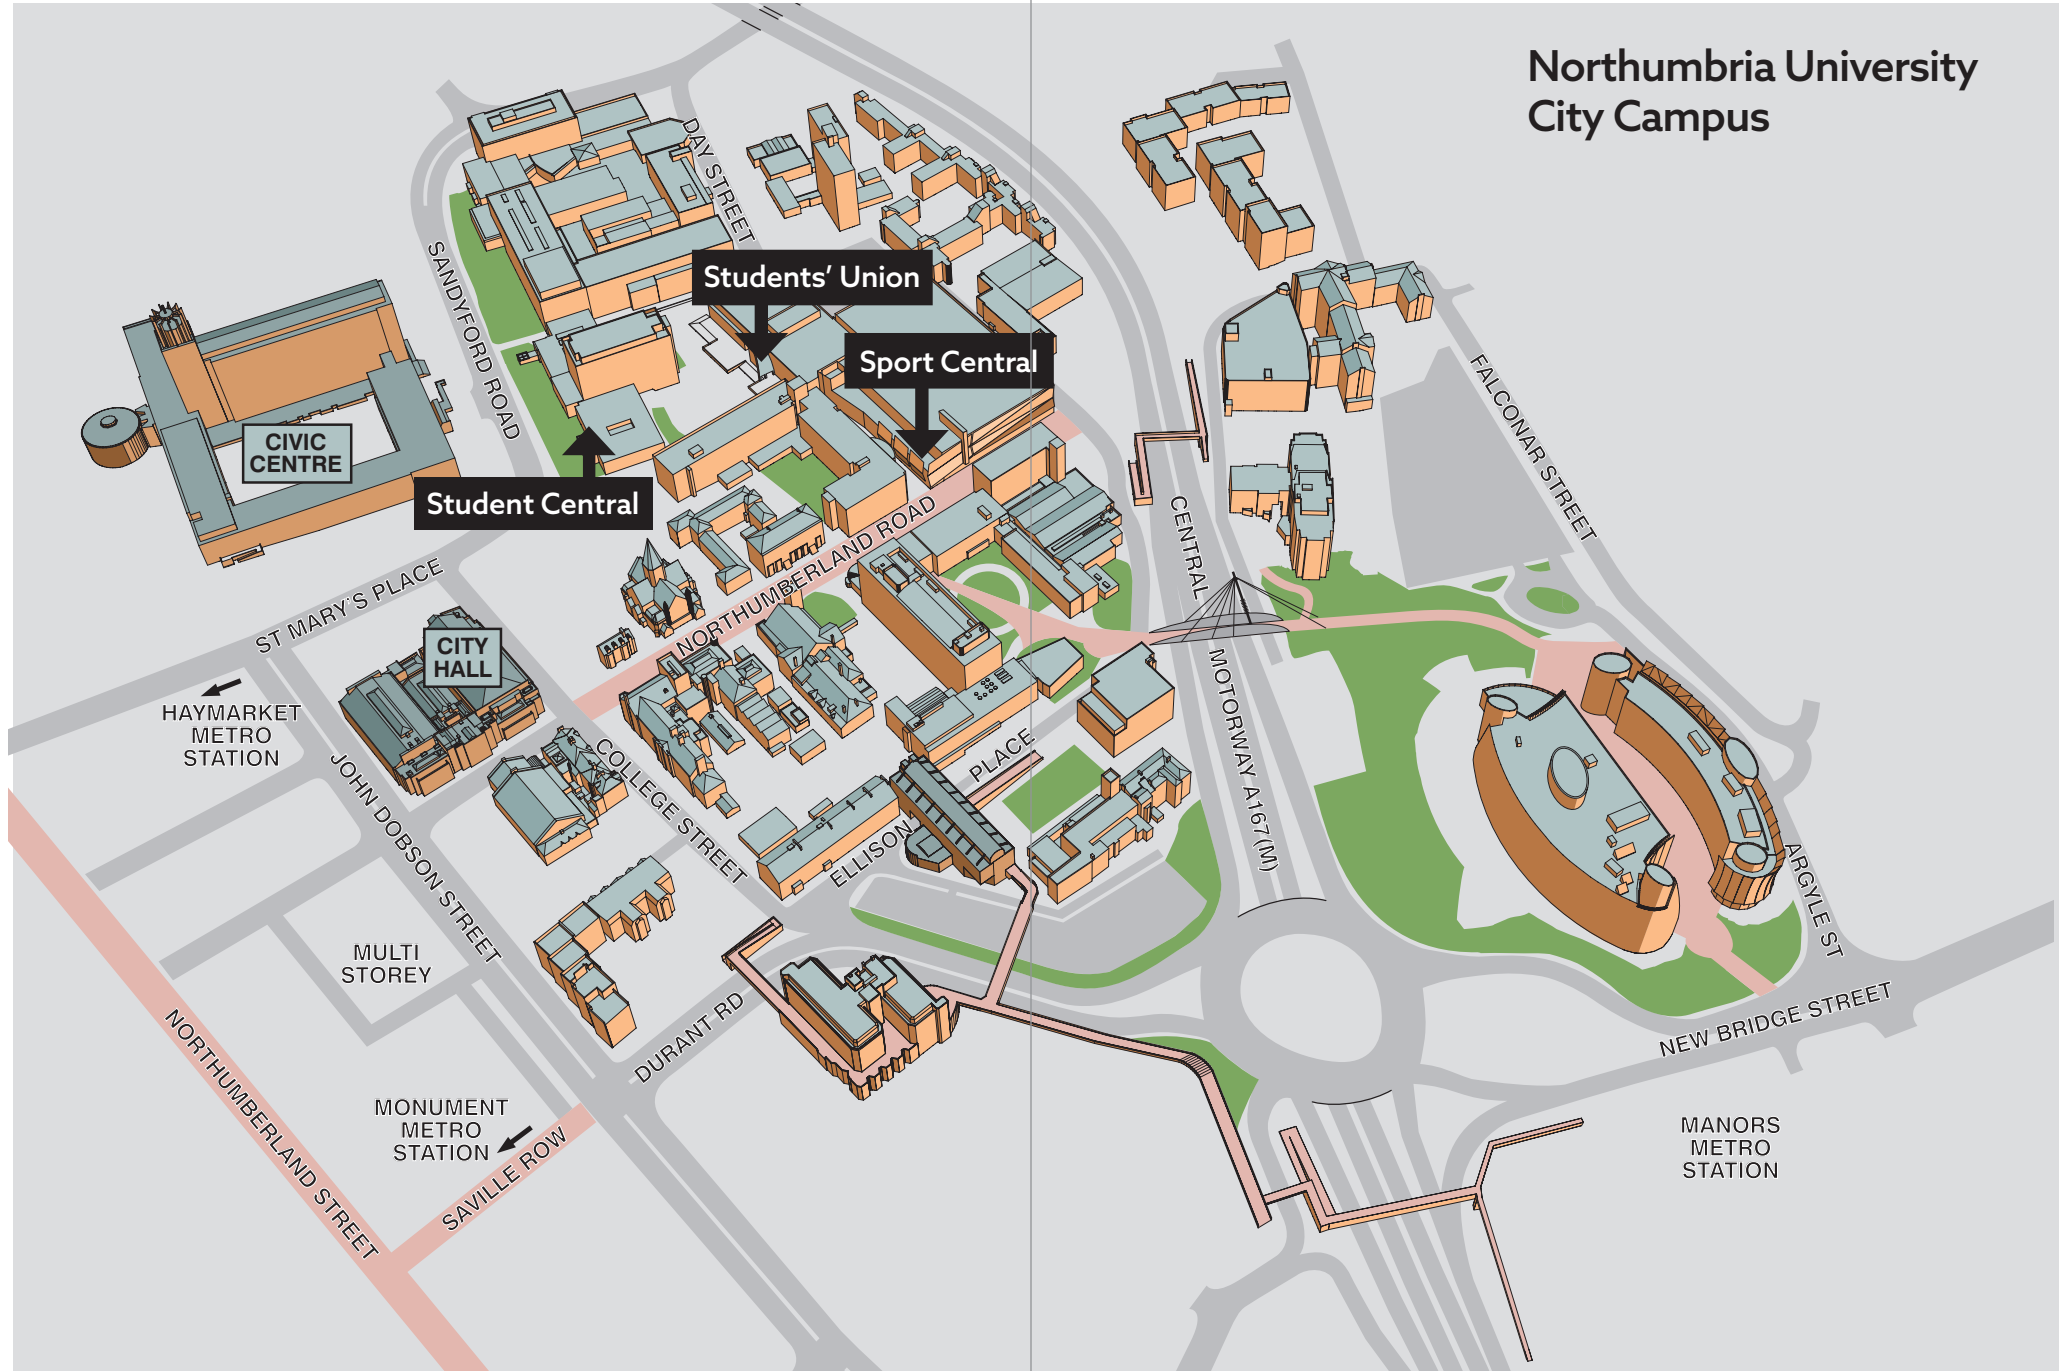 Northumbria University
City Campus
DAY STREET
SANDYFORD ROAD
Students' Union
Sport Central
CIVIC
CENTRE
Student Central
FALCONAR STREET
NORTHUMBERLAND ROAD
CENTRAL
MOTORWAY A167(M)
ST MARY'S PLACE
CITY
HALL
HAYMARKET
METRO
STATION
JOHN DOBSON STREET
COLLEGE STREET
ELLISON
PLACE
ARGYLE ST
MULTI
STOREY
DURANT RD
NEW BRIDGE STREET
NORTHUMBERLAND STREET
MONUMENT
METRO
STATION
SAVILLE ROW
MANORS
METRO
STATION